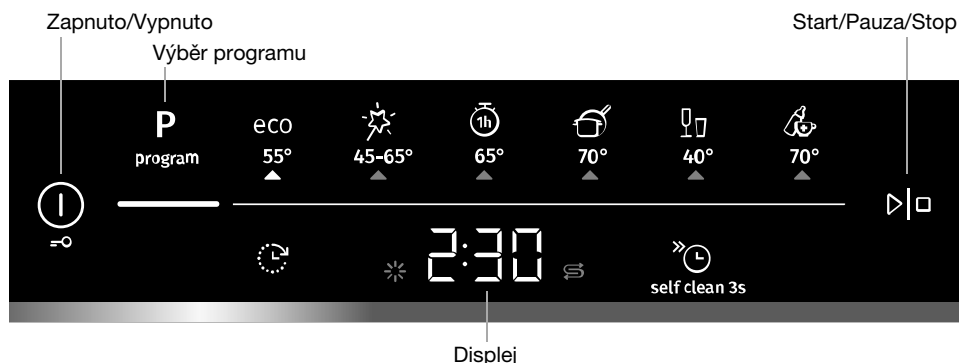 Zapnuto/Vypnuto Start/Pauza/Stop
Výběr programu
P eco 1h
program 55° 45-65° 65° 70° 40° 70°
2:30
self clean 3s
Displej